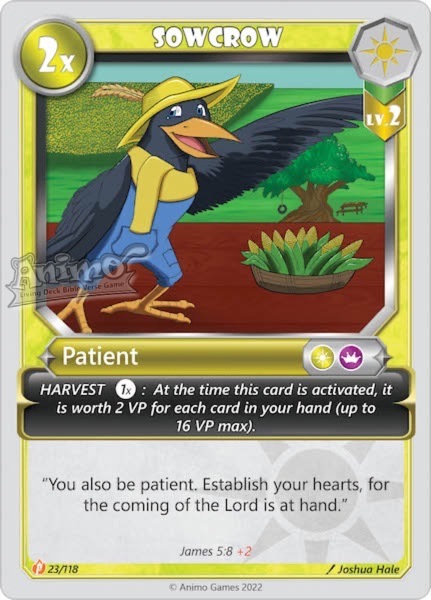 SOWCROW
2x
LV.2
Animo
Living Deck Bible Verse Game
Patient
HARVEST 1x : At the time this card is activated, it
is worth 2 VP for each card in your hand (up to
16 VP max).
“You also be patient. Establish your hearts, for
the coming of the Lord is at hand.”
James 5:8 +2
23/118
Joshua Hale
© Animo Games 2022